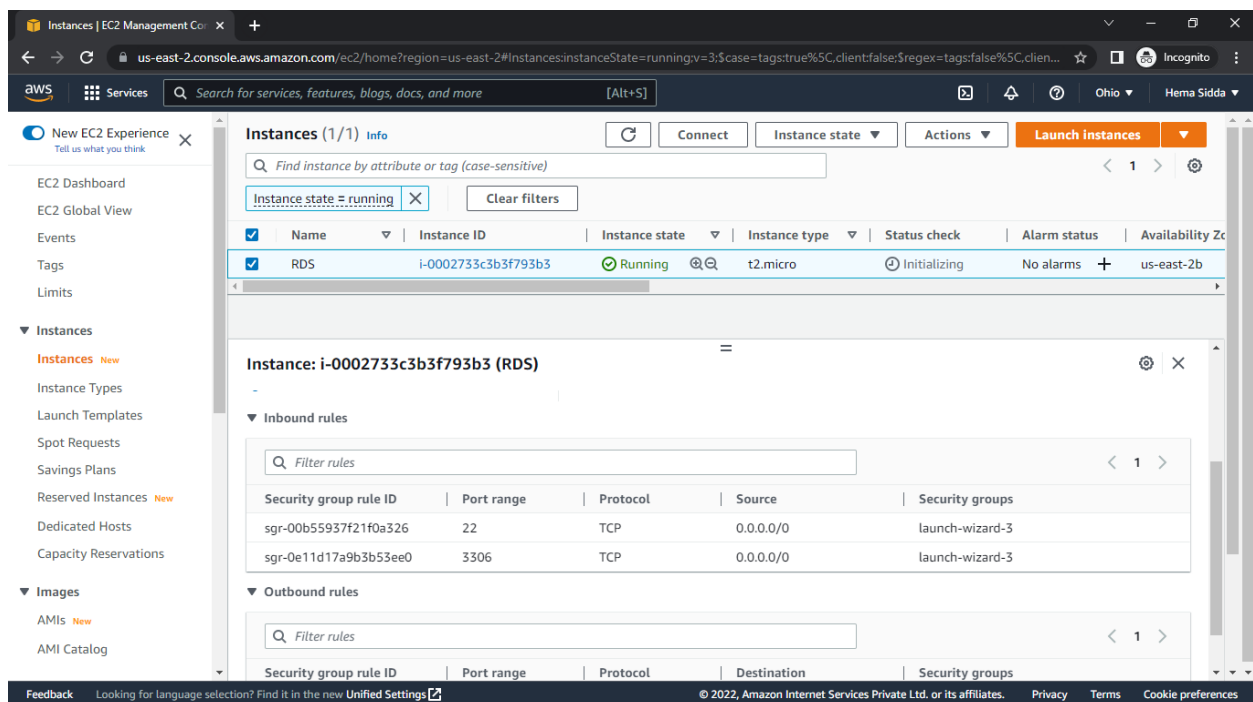 Instances | EC2 Management Cor
us-east-2.console.aws.amazon.com/ec2/home?region=us-east-2#Instances:instanceState=running;v=3;$case=tags:true%5C,client:false;$regex=tags:false%5C,clien... Incognito
aws Services Search for services, features, blogs, docs, and more [Alt+S] Ohio Hema Sidda
New EC2 Experience
Tell us what you think
EC2 Dashboard
EC2 Global View
Events
Tags
Limits
Instances
Instances New
Instance Types
Launch Templates
Spot Requests
Savings Plans
Reserved Instances New
Dedicated Hosts
Capacity Reservations
Images
AMIs New
AMI Catalog
Instances (1/1) Info Connect Instance state Actions Launch instances
Find instance by attribute or tag (case-sensitive) 1
Instance state = running Clear filters
Name Instance ID Instance state Instance type Status check Alarm status Availability Zo
RDS i-0002733c3b3f793b3 Running t2.micro Initializing No alarms us-east-2b
Instance: i-0002733c3b3f793b3 (RDS)
Inbound rules
Filter rules 1
Security group rule ID Port range Protocol Source Security groups
sgr-00b55937f21f0a326 22 TCP 0.0.0.0/0 launch-wizard-3
sgr-0e11d17a9b3b53ee0 3306 TCP 0.0.0.0/0 launch-wizard-3
Outbound rules
Filter rules 1
Security group rule ID Port range Protocol Destination Security groups
Feedback Looking for language selection? Find it in the new Unified Settings © 2022, Amazon Internet Services Private Ltd. or its affiliates. Privacy Terms Cookie preferences